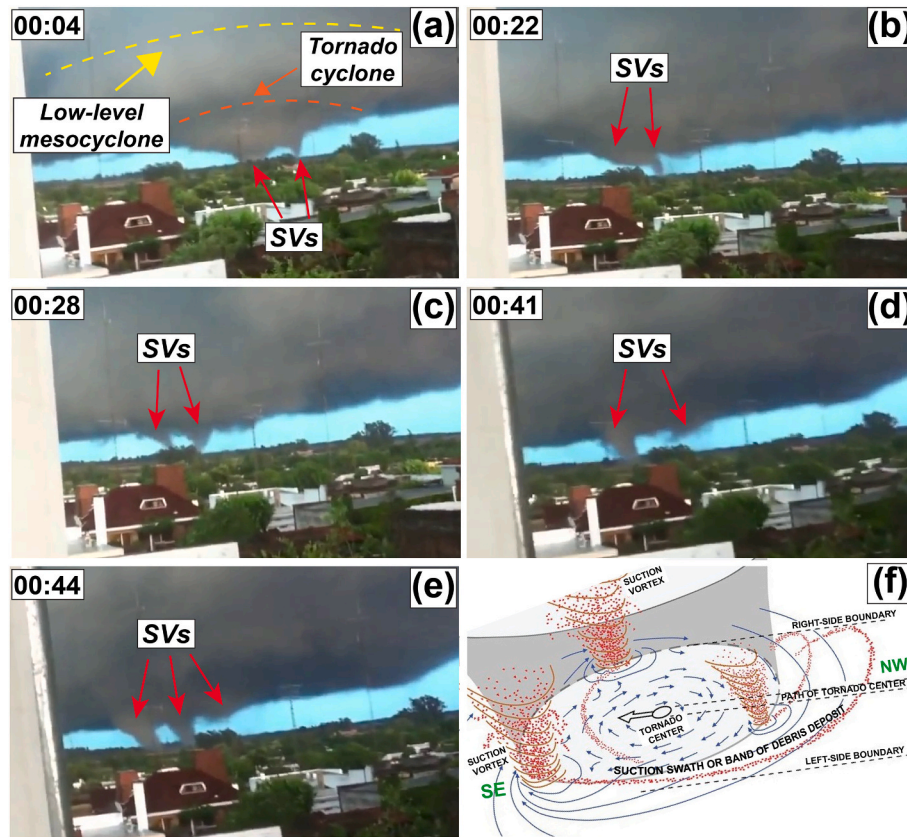 00:04
(a)
Tornado
cyclone
Low-level
mesocyclone
SVs
00:22
(b)
SVs
00:28
(c)
SVs
00:41
(d)
SVs
00:44
(e)
SVs
(f)
SUCTION
VORTEX
RIGHT-SIDE BOUNDARY
NW
PATH OF TORNADO CENTER
TORNADO
CENTER
SUCTION SWATH OR BAND OF DEBRIS DEPOSIT
SUCTION
VORTEX
LEFT-SIDE BOUNDARY
SE